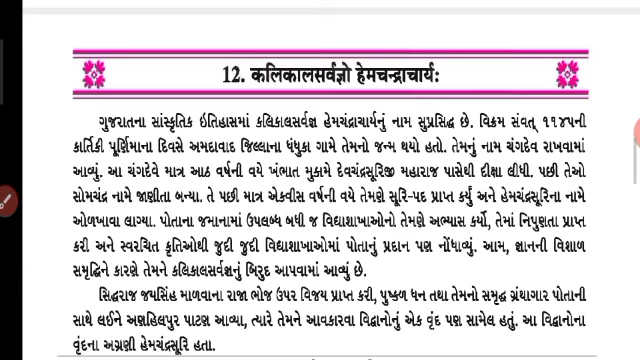 12. કલિકાલસર્વજ્ઞો હેમચન્દ્રાચાર્યઃ
ગુજરાતના સાંસ્કૃતિક ઇતિહાસમાં કલિકાલસર્વજ્ઞ હેમચંદ્રાચાર્યનું નામ સુપ્રસિદ્ધ છે. વિક્રમ સંવત્ ૧૧૪૫ની
કાર્તિકી પૂર્ણિમાના દિવસે અમદાવાદ જિલ્લાના ધંધુકા ગામે તેમનો જન્મ થયો હતો. તેમનું નામ ચંગદેવ રાખવામાં
આવ્યું. આ ચંગદેવે માત્ર આઠ વર્ષની વયે ખંભાત મુકામે દેવચંદ્રસૂરિજી મહારાજ પાસેથી દીક્ષા લીધી. પછી તેઓ
સોમચંદ્ર નામે જાણીતા બન્યા. તે પછી માત્ર એકવીસ વર્ષની વયે તેમણે સૂરિ-પદ પ્રાપ્ત કર્યું અને હેમચંદ્રસૂરિના નામે
ઓળખાવા લાગ્યા. પોતાના જમાનામાં ઉપલબ્ધ બધી જ વિદ્યાશાખાઓનો તેમણે અભ્યાસ કર્યો, તેમાં નિપુણતા પ્રાપ્ત
કરી અને સ્વરચિત કૃતિઓથી જુદી જુદી વિદ્યાશાખાઓમાં પોતાનું પ્રદાન પણ નોંધાવ્યું. આમ, જ્ઞાનની વિશાળ
સમૃદ્ધિને કારણે તેમને કલિકાલસર્વજ્ઞનું બિરુદ આપવામાં આવ્યું છે.
સિદ્ધરાજ જયસિંહ માળવાના રાજા ભોજ ઉપર વિજય પ્રાપ્ત કરી, પુષ્કળ ધન તથા તેમનો સમૃદ્ધ ગ્રંથાગાર પોતાની
સાથે લઈને અણહિલપુર પાટણ આવ્યા, ત્યારે તેમને આવકારવા વિદ્વાનોનું એક વૃંદ પણ સામેલ હતું. આ વિદ્વાનોના
વૃંદના અગ્રણી હેમચંદ્રસૂરિ હતા.